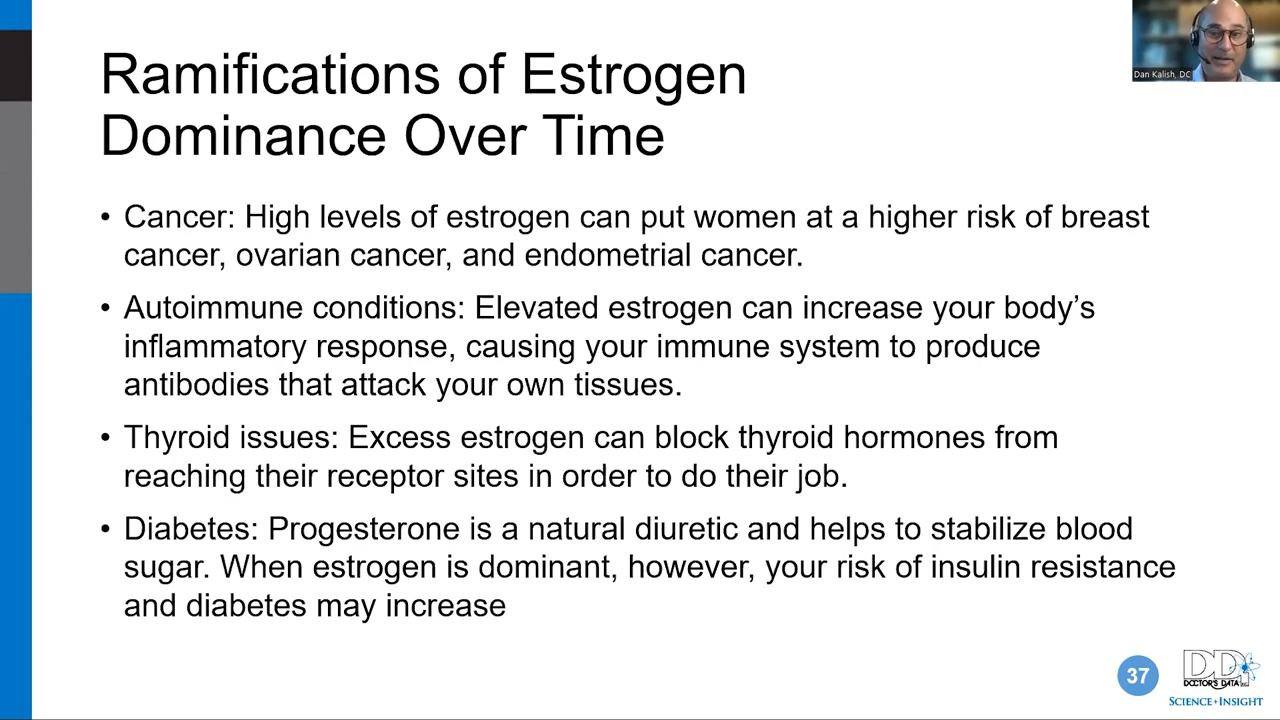 Ramifications of Estrogen
Dominance Over Time
Dan Kalish, DC
• Cancer: High levels of estrogen can put women at a higher risk of breast
cancer, ovarian cancer, and endometrial cancer.
• Autoimmune conditions: Elevated estrogen can increase your body’s
inflammatory response, causing your immune system to produce
antibodies that attack your own tissues.
• Thyroid issues: Excess estrogen can block thyroid hormones from
reaching their receptor sites in order to do their job.
• Diabetes: Progesterone is a natural diuretic and helps to stabilize blood
sugar. When estrogen is dominant, however, your risk of insulin resistance
and diabetes may increase
37
DDI
DOCTOR'S DATA INC
SCIENCE + INSIGHT